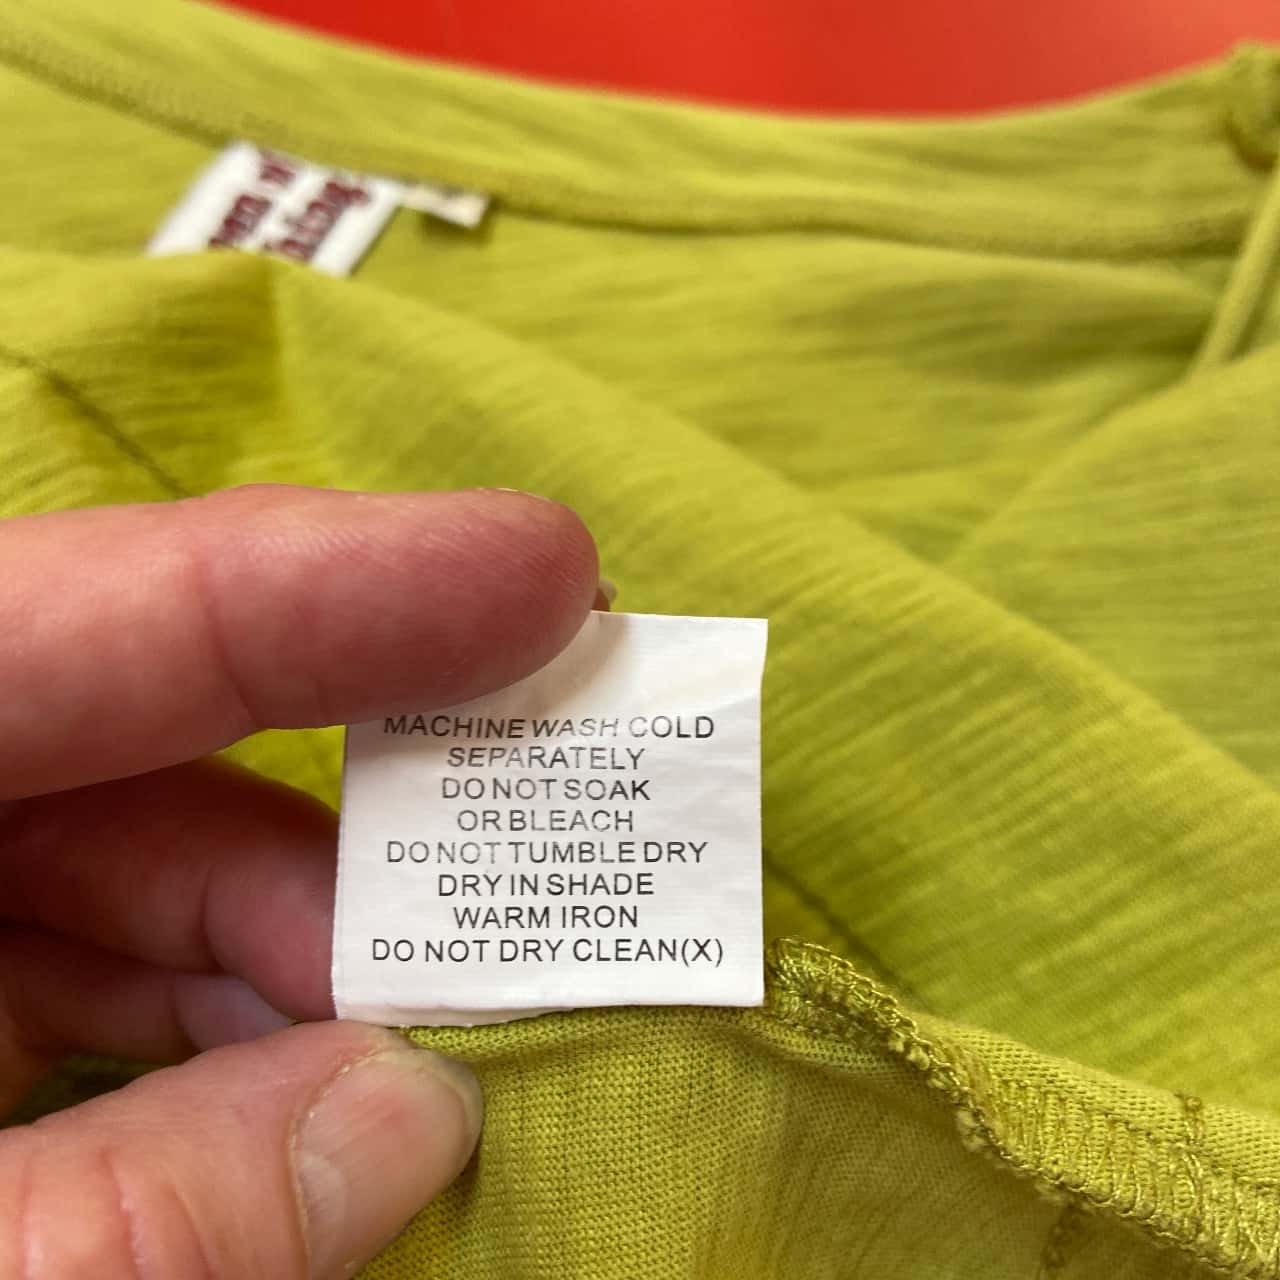 MACHINE WASH COLD
SEPARATELY
DO NOT SOAK
OR BLEACH
DO NOT TUMBLE DRY
DRY IN SHADE
WARM IRON
DO NOT DRY CLEAN(X)